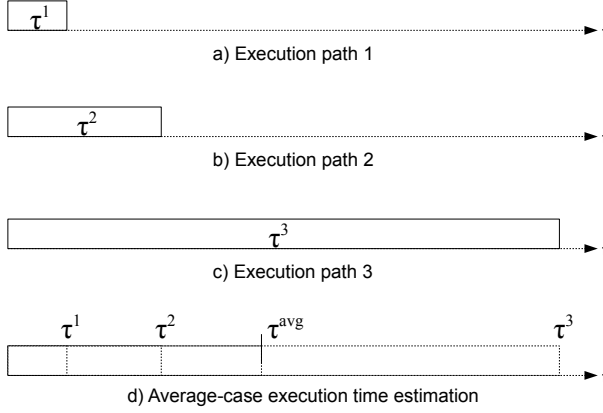 τ¹
a) Execution path 1
τ²
b) Execution path 2
τ³
c) Execution path 3
τ¹ τ² τᵃᵛᵍ τ³
d) Average-case execution time estimation